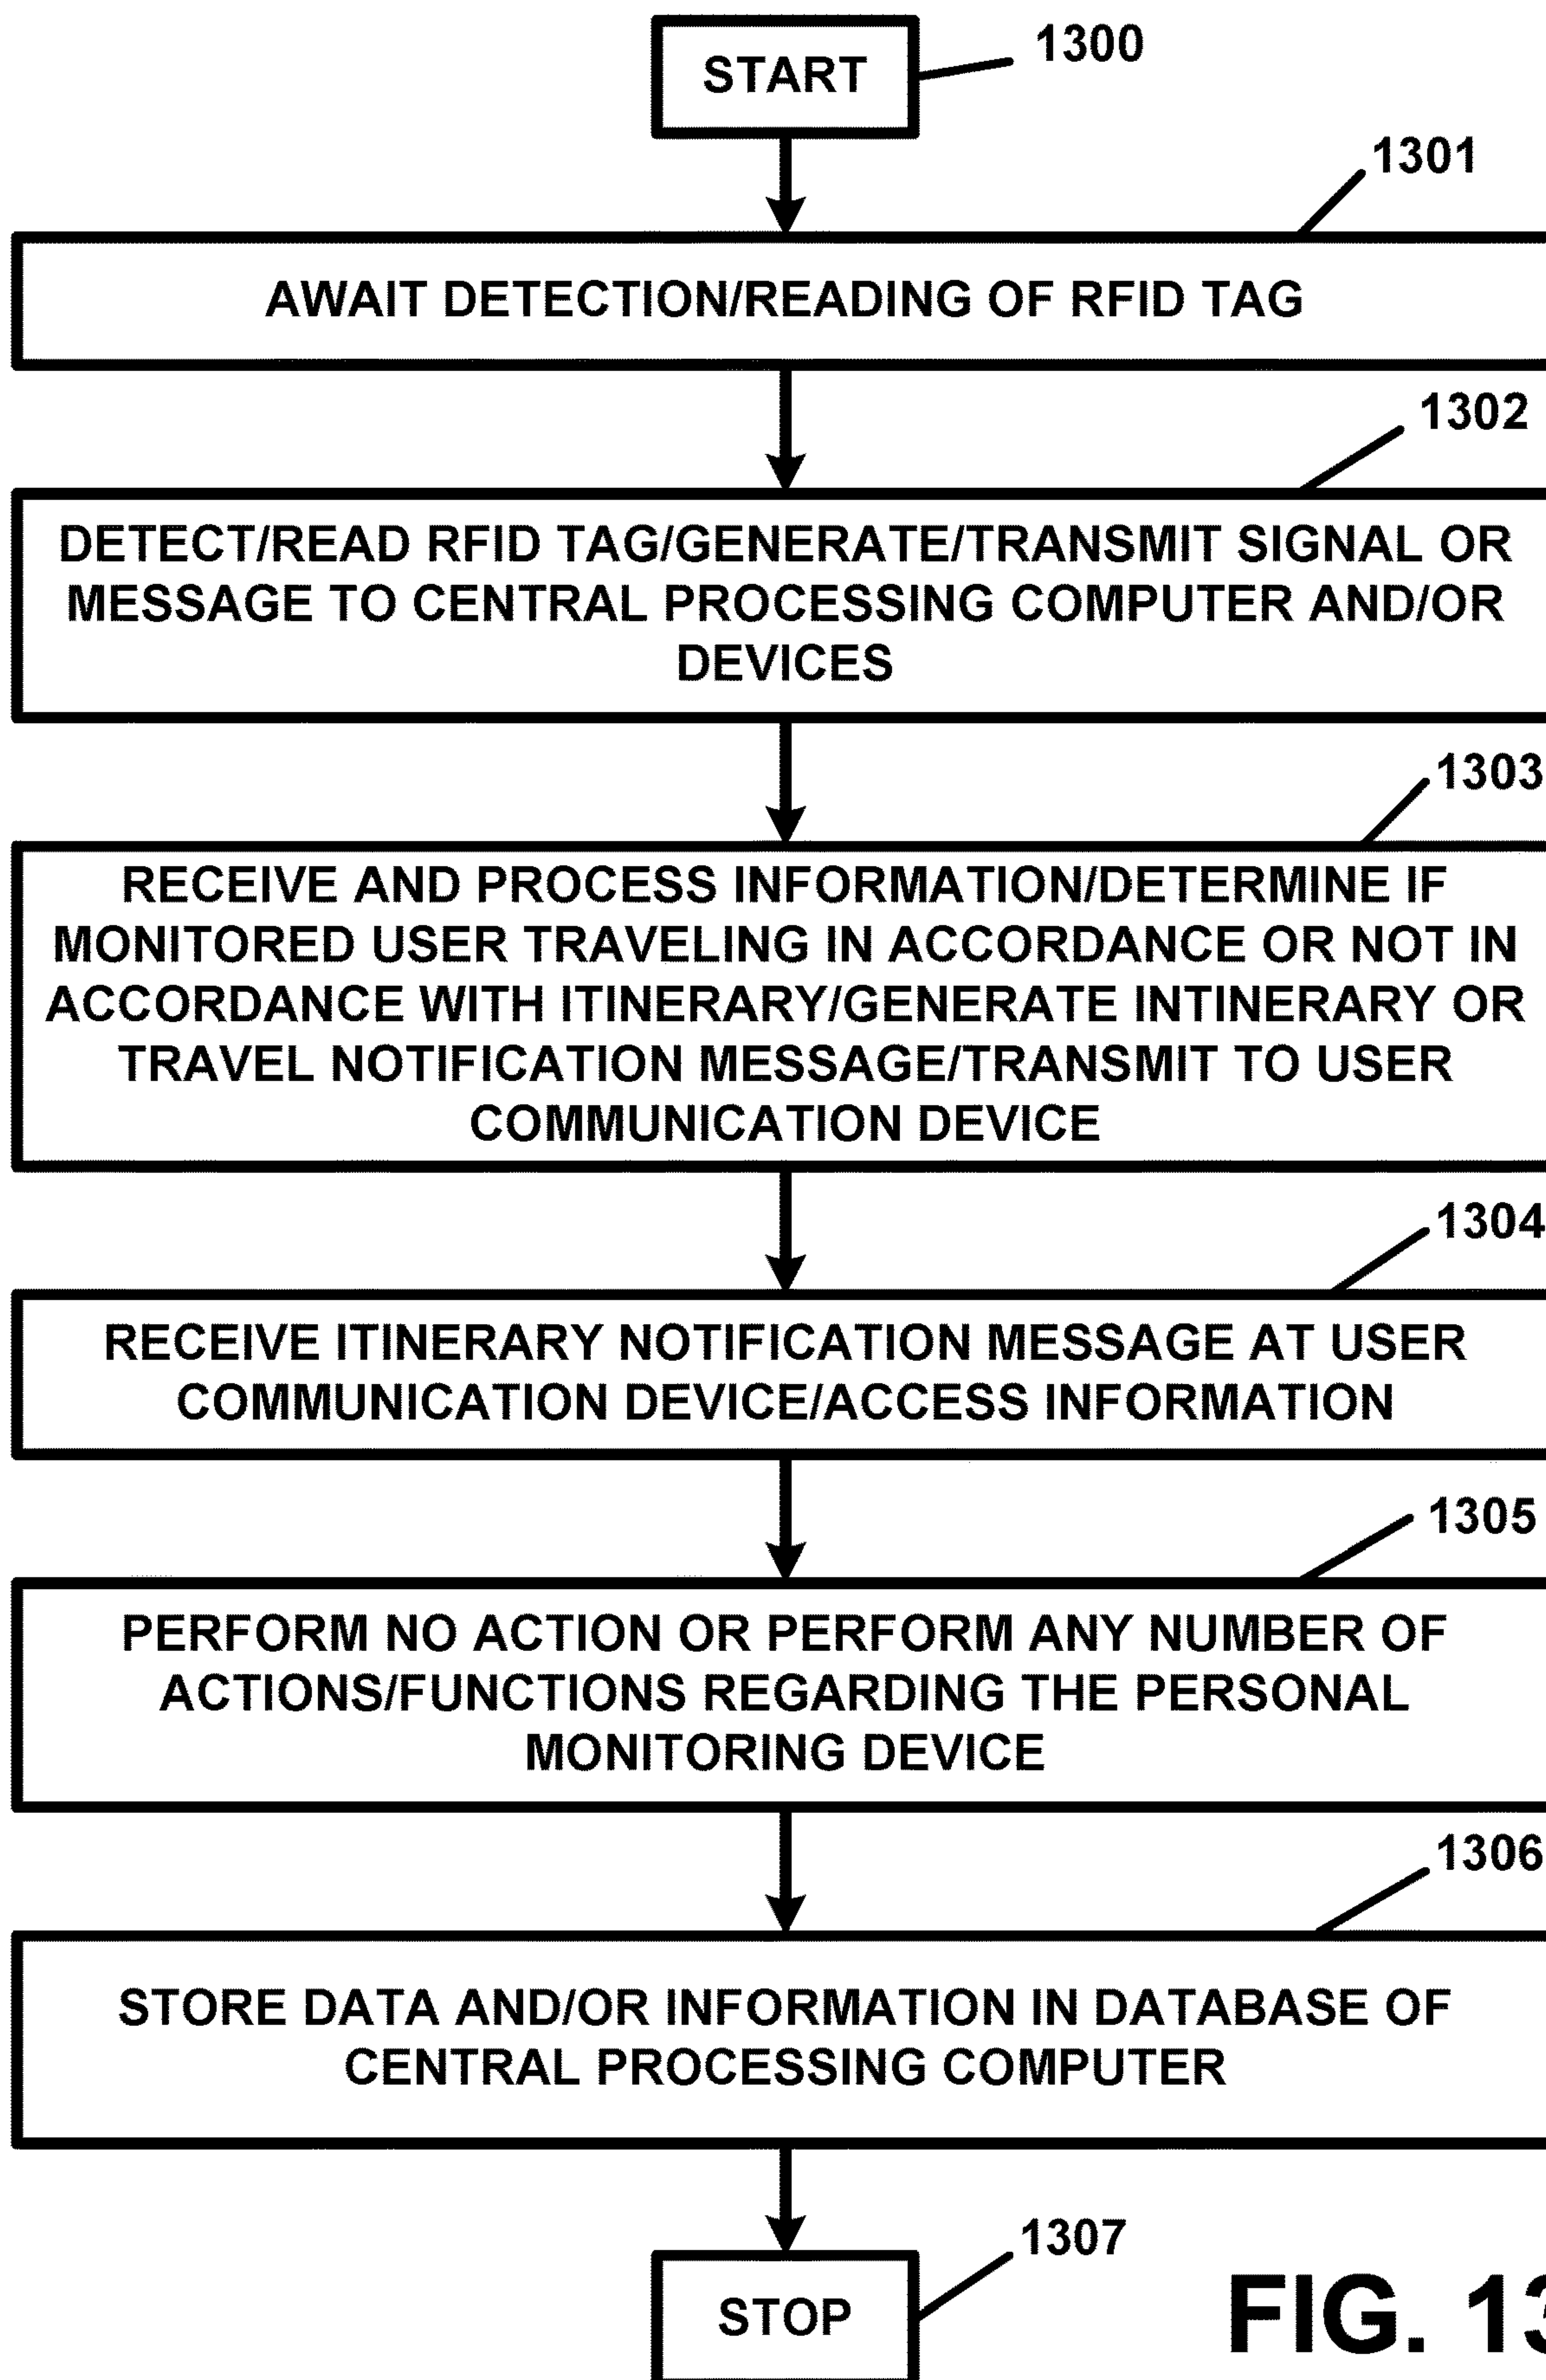 START
1300
1301
AWAIT DETECTION/READING OF RFID TAG
1302
DETECT/READ RFID TAG/GENERATE/TRANSMIT SIGNAL OR
MESSAGE TO CENTRAL PROCESSING COMPUTER AND/OR
DEVICES
1303
RECEIVE AND PROCESS INFORMATION/DETERMINE IF
MONITORED USER TRAVELING IN ACCORDANCE OR NOT IN
ACCORDANCE WITH ITINERARY/GENERATE INTINERARY OR
TRAVEL NOTIFICATION MESSAGE/TRANSMIT TO USER
COMMUNICATION DEVICE
1304
RECEIVE ITINERARY NOTIFICATION MESSAGE AT USER
COMMUNICATION DEVICE/ACCESS INFORMATION
1305
PERFORM NO ACTION OR PERFORM ANY NUMBER OF
ACTIONS/FUNCTIONS REGARDING THE PERSONAL
MONITORING DEVICE
1306
STORE DATA AND/OR INFORMATION IN DATABASE OF
CENTRAL PROCESSING COMPUTER
1307
STOP
FIG. 13